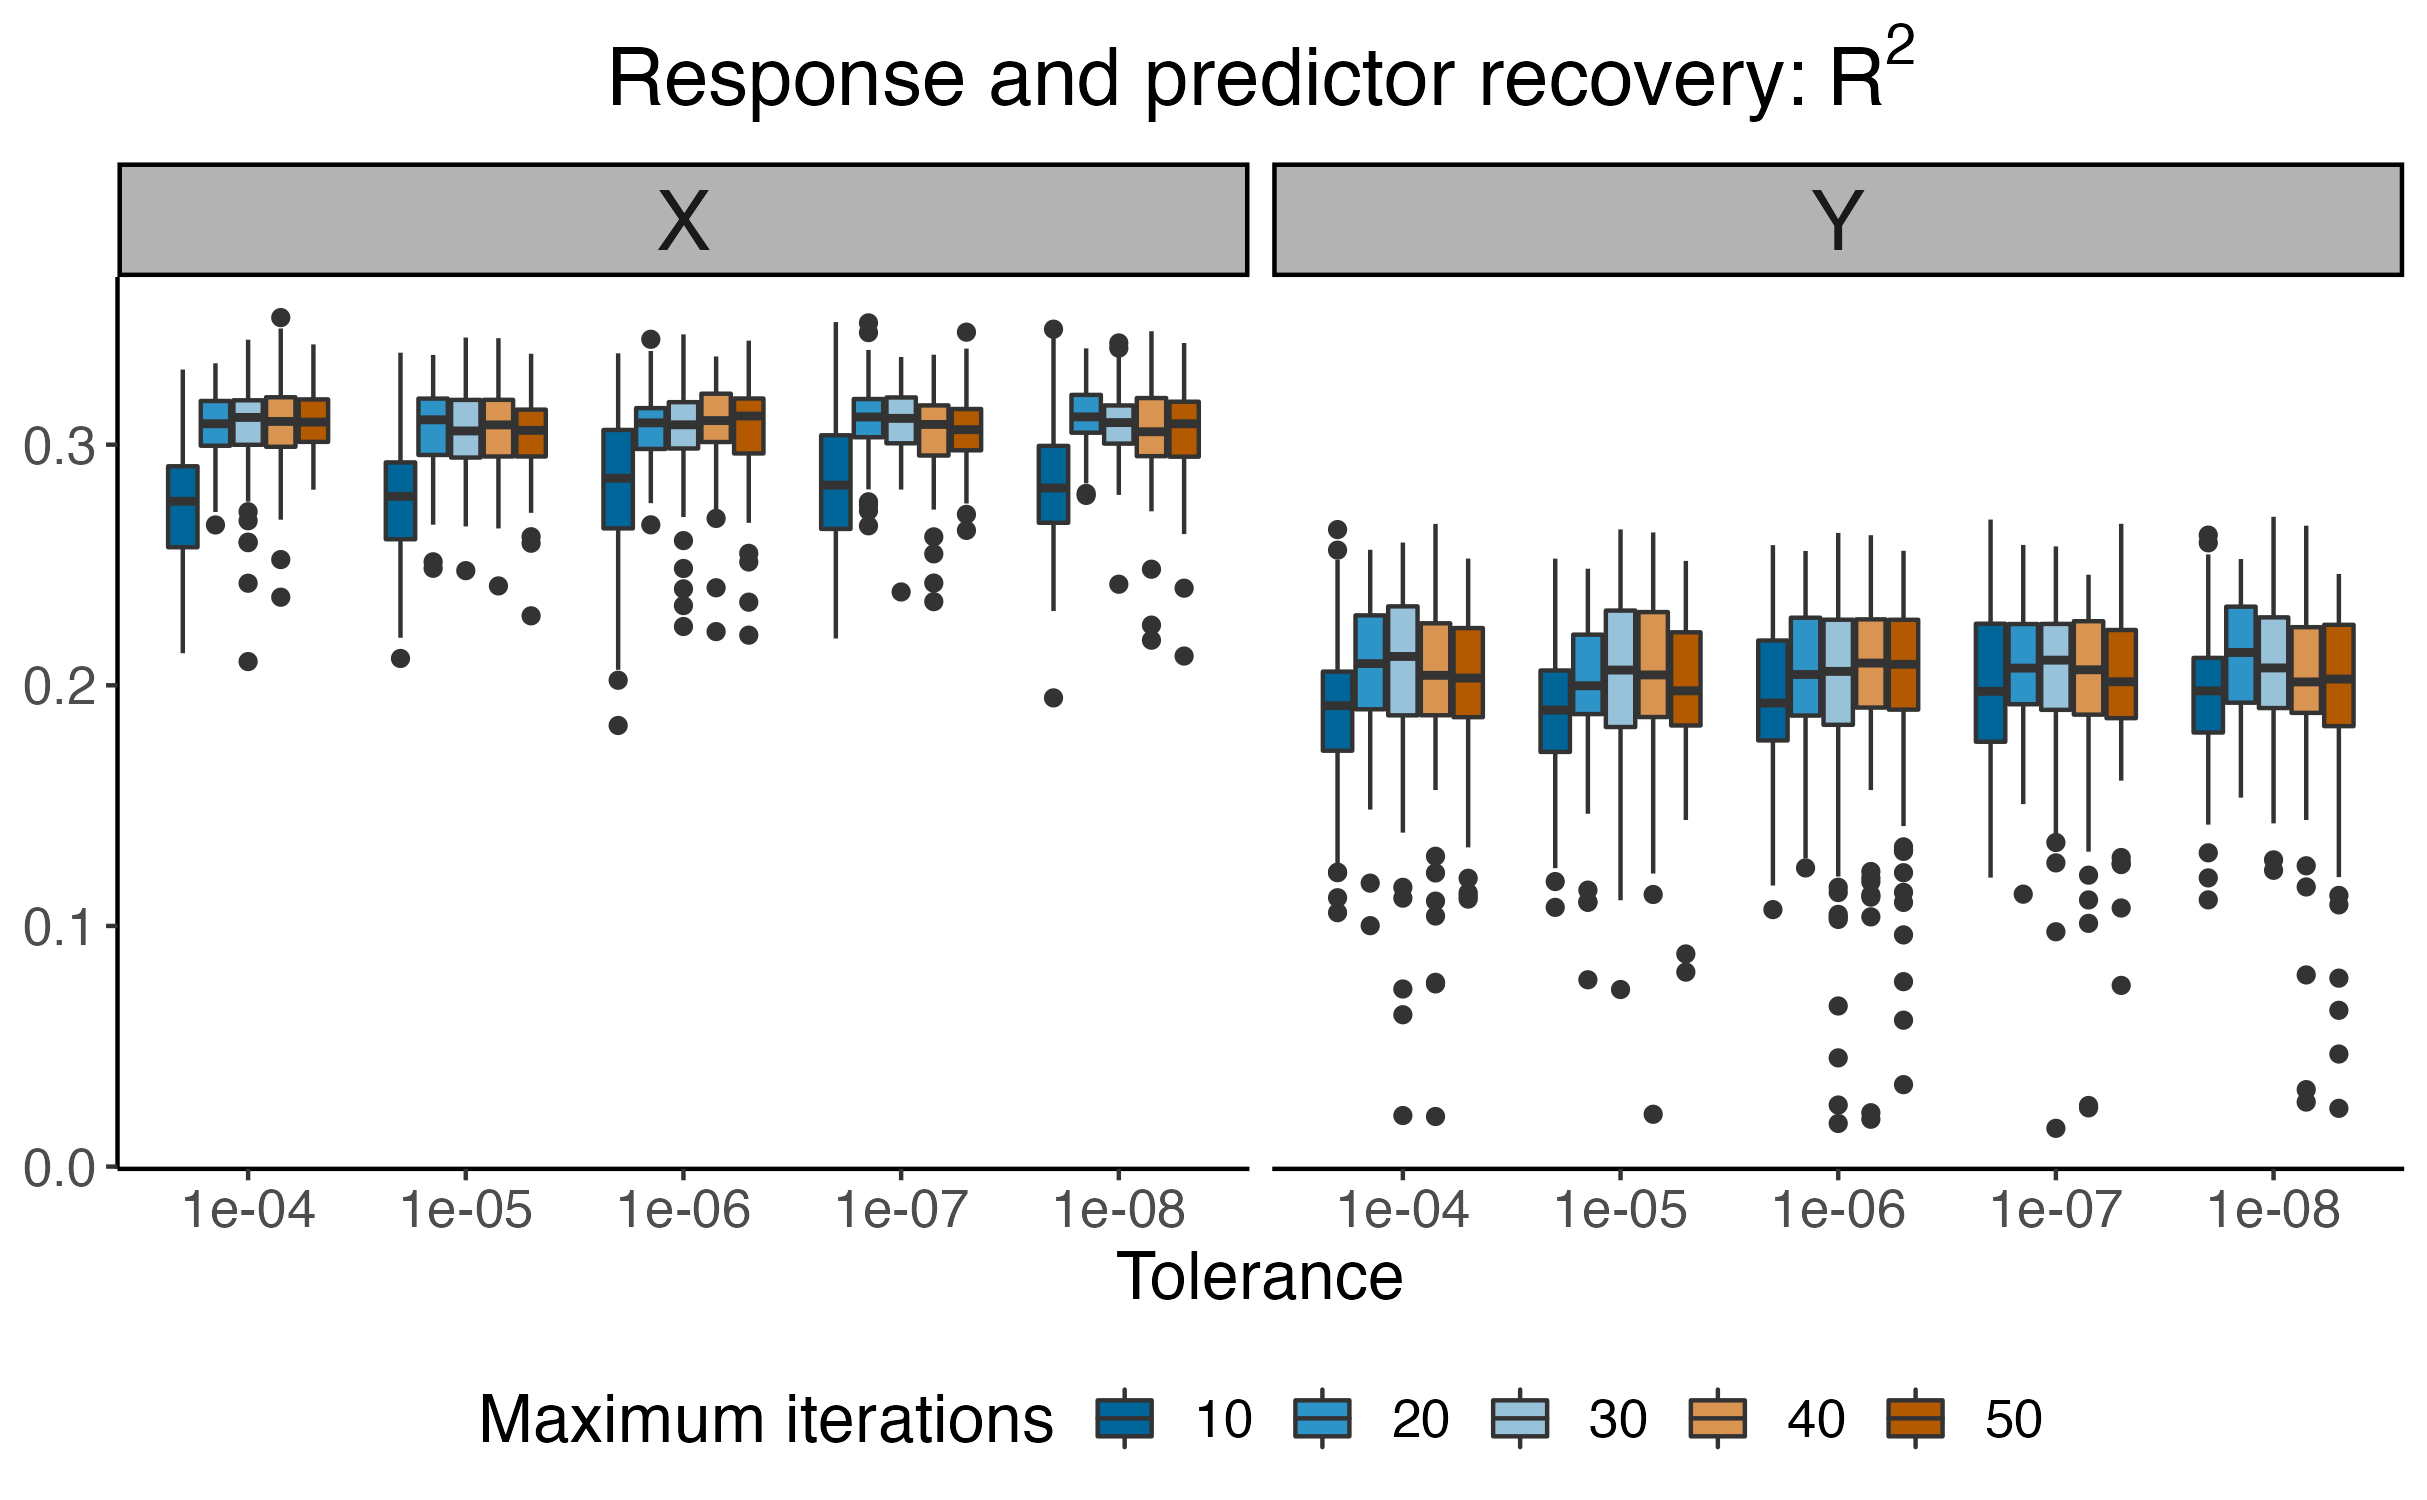 Response and predictor recovery: R²
X Y
0.3
0.2
0.1
0.0
1e-04 1e-05 1e-06 1e-07 1e-08 1e-04 1e-05 1e-06 1e-07 1e-08
Tolerance
Maximum iterations 10 20 30 40 50